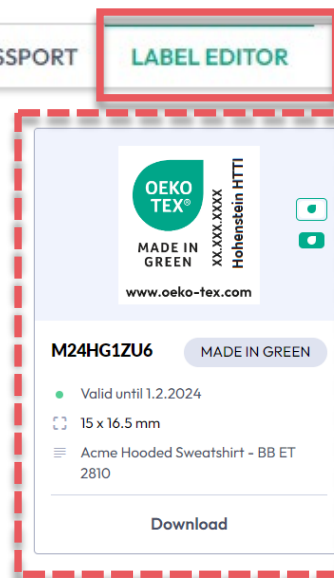 SSPORT
LABEL EDITOR
OEKO
TEX®
MADE IN
GREEN
XX.XXX.XXXX
Hohenstein HTTI
www.oeko-tex.com
M24HG1ZU6
MADE IN GREEN
Valid until 1.2.2024
15 x 16.5 mm
Acme Hooded Sweatshirt - BB ET
2810
Download